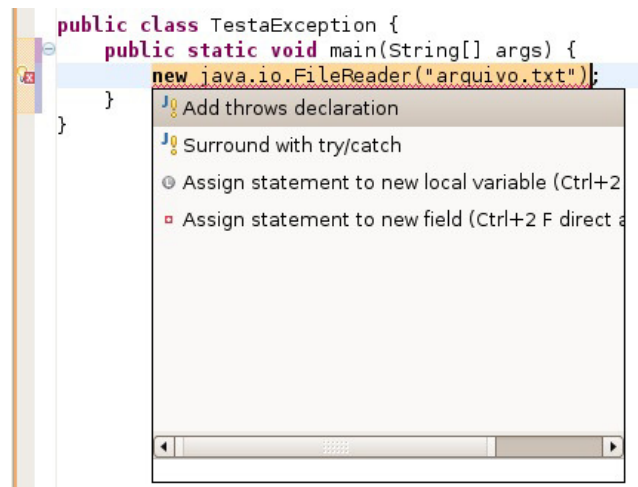 public class TestaException {
public static void main(String[] args) {
new java.io.FileReader("arquivo.txt");
}
}
Add throws declaration
Surround with try/catch
Assign statement to new local variable (Ctrl+2
Assign statement to new field (Ctrl+2 F direct a